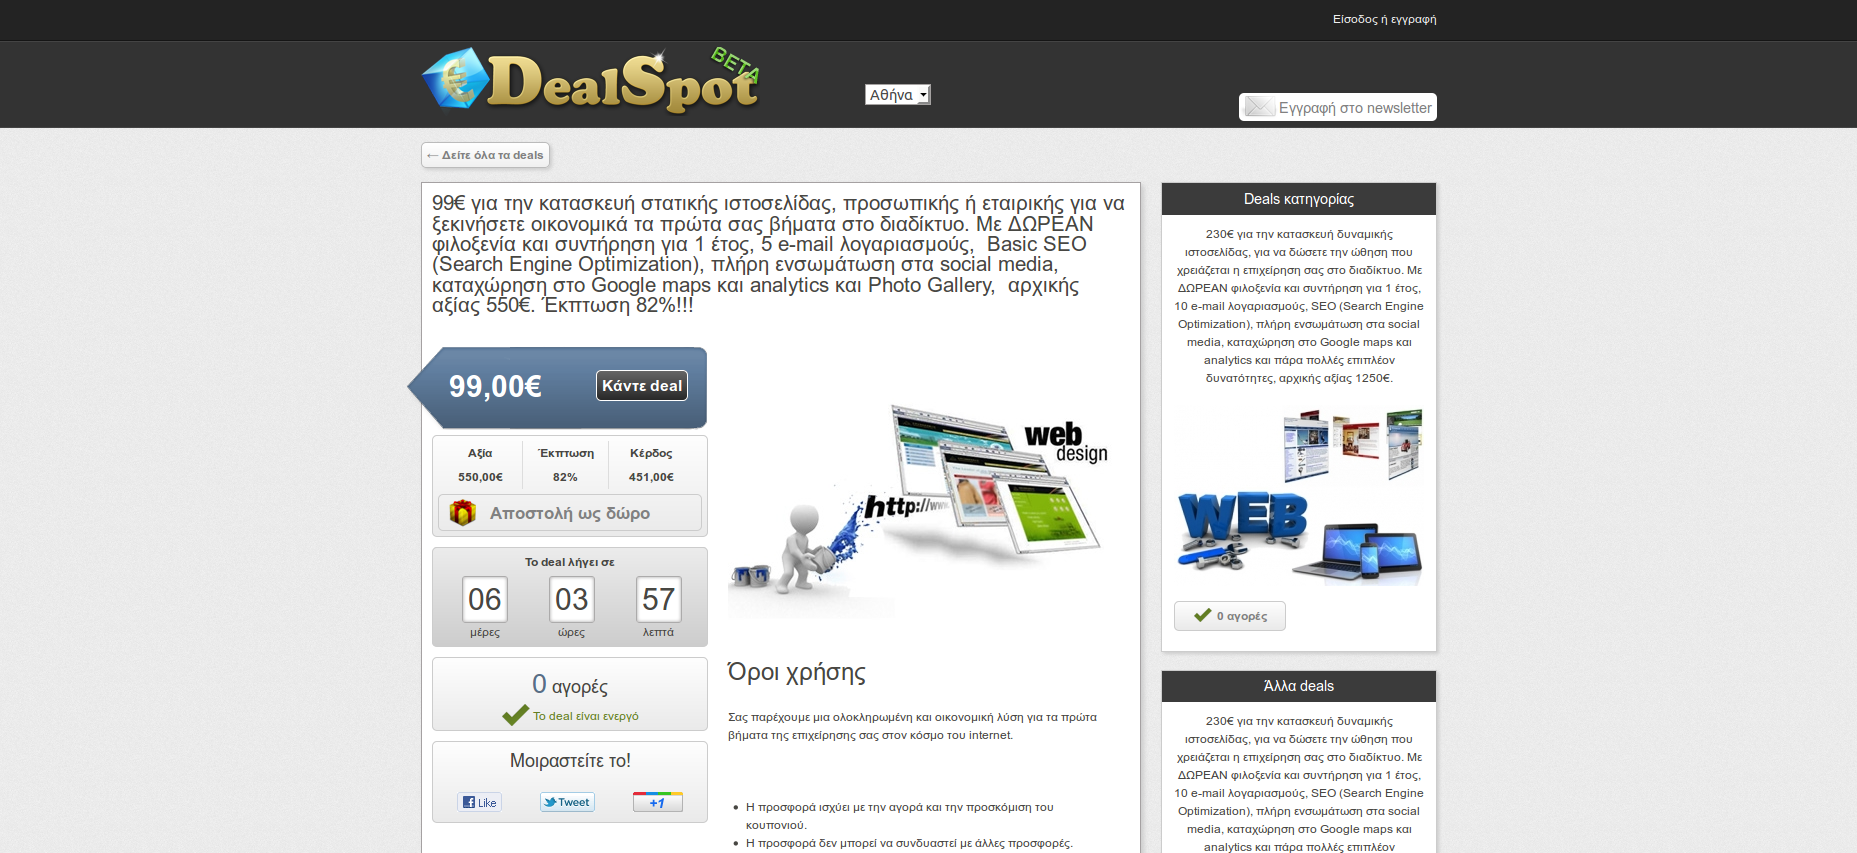 Είσοδος ή εγγραφή
DealSpot BETA
Αθήνα
Εγγραφή στο newsletter
← Δείτε όλα τα deals
99€ για την κατασκευή στατικής ιστοσελίδας, προσωπικής ή εταιρικής για να
ξεκινήσετε οικονομικά τα πρώτα σας βήματα στο διαδίκτυο. Με ΔΩΡΕΑΝ
φιλοξενία και συντήρηση για 1 έτος, 5 e-mail λογαριασμούς,  Basic SEO
(Search Engine Optimization), πλήρη ενσωμάτωση στα social media,
καταχώρηση στο Google maps και analytics και Photo Gallery,  αρχικής
αξίας 550€. Έκπτωση 82%!!!
99,00€
Κάντε deal
Αξία Έκπτωση Κέρδος
550,00€ 82% 451,00€
Αποστολή ως δώρο
Το deal λήγει σε
06 03 57
μέρες ώρες λεπτά
0 αγορές
Το deal είναι ενεργό
Μοιραστείτε το!
Like Tweet +1
web
design
http://www.
Όροι χρήσης
Σας παρέχουμε μια ολοκληρωμένη και οικονομική λύση για τα πρώτα
βήματα της επιχείρησης σας στον κόσμο του internet.
• Η προσφορά ισχύει με την αγορά και την προσκόμιση του
κουπονιού.
• Η προσφορά δεν μπορεί να συνδυαστεί με άλλες προσφορές.
Deals κατηγορίας
230€ για την κατασκευή δυναμικής
ιστοσελίδας, για να δώσετε την ώθηση που
χρειάζεται η επιχείρηση σας στο διαδίκτυο. Με
ΔΩΡΕΑΝ φιλοξενία και συντήρηση για 1 έτος,
10 e-mail λογαριασμούς, SEO (Search Engine
Optimization), πλήρη ενσωμάτωση στα social
media, καταχώρηση στο Google maps και
analytics και πάρα πολλές επιπλέον
δυνατότητες, αρχικής αξίας 1250€.
WEB
0 αγορές
Άλλα deals
230€ για την κατασκευή δυναμικής
ιστοσελίδας, για να δώσετε την ώθηση που
χρειάζεται η επιχείρηση σας στο διαδίκτυο. Με
ΔΩΡΕΑΝ φιλοξενία και συντήρηση για 1 έτος,
10 e-mail λογαριασμούς, SEO (Search Engine
Optimization), πλήρη ενσωμάτωση στα social
media, καταχώρηση στο Google maps και
analytics και πάρα πολλές επιπλέον